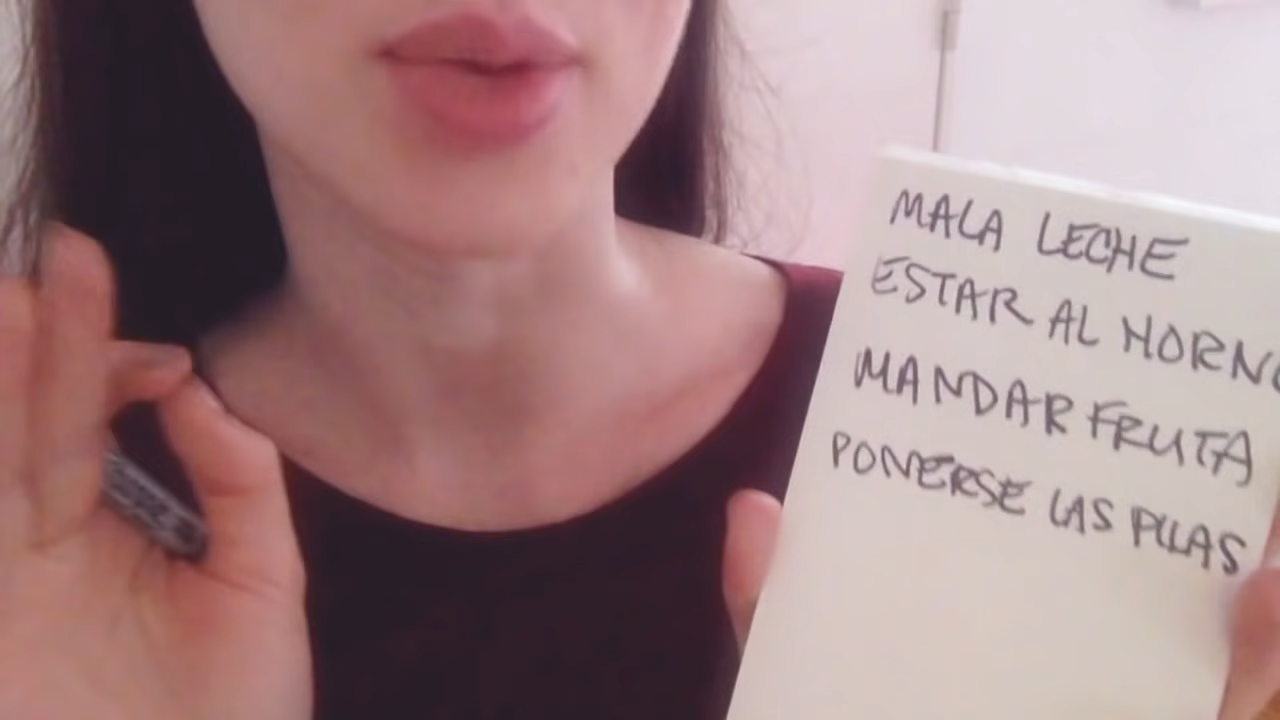 MALA LECHE
ESTAR AL HORNO
MANDAR FRUTA
PONERSE LAS PILAS